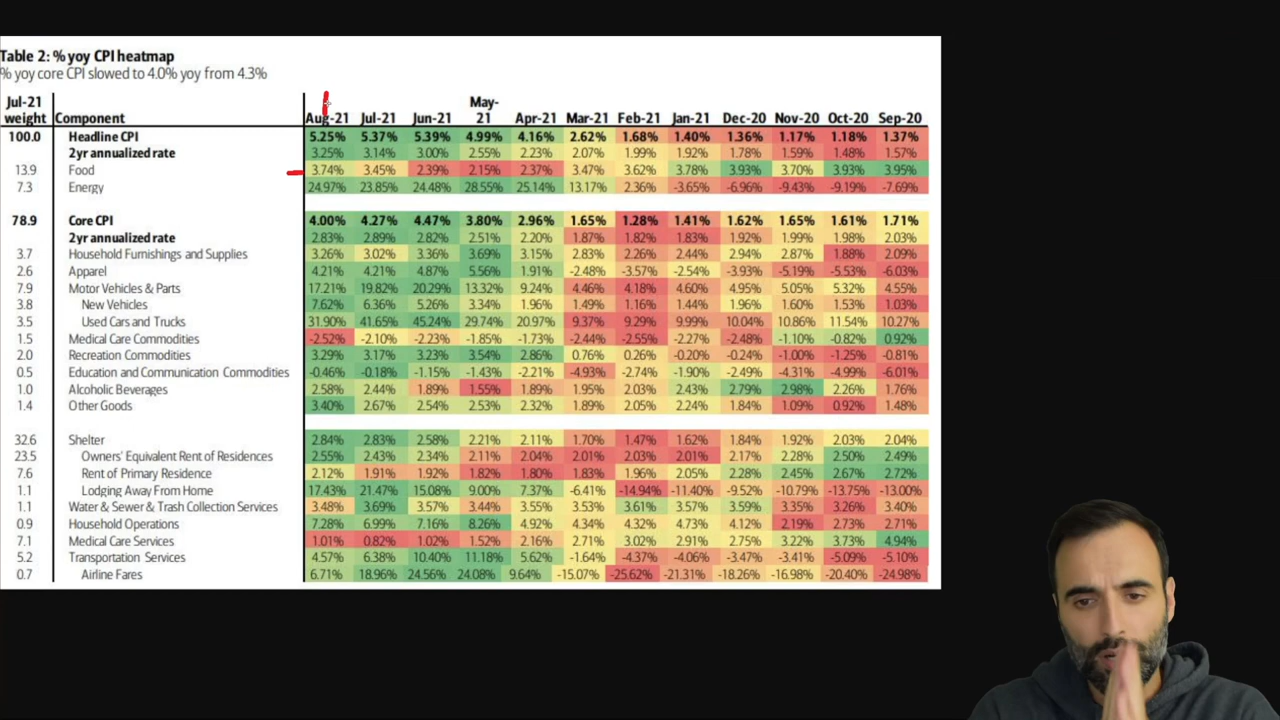 Table 2: % yoy CPI heatmap
% yoy core CPI slowed to 4.0% yoy from 4.3%
Jul-21 weight Component Aug-21 Jul-21 Jun-21 May-21 Apr-21 Mar-21 Feb-21 Jan-21 Dec-20 Nov-20 Oct-20 Sep-20
100.0 Headline CPI 5.25% 5.37% 5.39% 4.99% 4.16% 2.62% 1.68% 1.40% 1.36% 1.17% 1.18% 1.37%
2yr annualized rate 3.25% 3.14% 3.00% 2.55% 2.23% 2.07% 1.99% 1.92% 1.78% 1.59% 1.48% 1.57%
13.9 Food 3.74% 3.45% 2.39% 2.15% 2.37% 3.47% 3.62% 3.78% 3.93% 3.70% 3.93% 3.95%
7.3 Energy 24.97% 23.85% 24.48% 28.55% 25.14% 13.17% 2.36% -3.65% -6.96% -9.43% -9.19% -7.69%
78.9 Core CPI 4.00% 4.27% 4.47% 3.80% 2.96% 1.65% 1.28% 1.41% 1.62% 1.65% 1.61% 1.71%
2yr annualized rate 2.83% 2.89% 2.82% 2.51% 2.20% 1.87% 1.82% 1.83% 1.92% 1.99% 1.98% 2.03%
3.7 Household Furnishings and Supplies 3.26% 3.02% 3.36% 3.69% 3.15% 2.83% 2.26% 2.44% 2.94% 2.87% 1.88% 2.09%
2.6 Apparel 4.21% 4.21% 4.87% 5.56% 1.91% -2.48% -3.57% -2.54% -3.93% -5.19% -5.53% -6.03%
7.9 Motor Vehicles & Parts 17.21% 19.82% 20.29% 13.32% 9.24% 4.46% 4.18% 4.60% 4.95% 5.05% 5.32% 4.55%
3.8 New Vehicles 7.62% 6.36% 5.26% 3.34% 1.96% 1.49% 1.16% 1.44% 1.96% 1.60% 1.53% 1.03%
3.5 Used Cars and Trucks 31.90% 41.65% 45.24% 29.74% 20.97% 9.37% 9.29% 9.99% 10.04% 10.86% 11.54% 10.27%
1.5 Medical Care Commodities -2.52% -2.10% -2.23% -1.85% -1.73% -2.44% -2.55% -2.27% -2.48% -1.10% -0.82% 0.92%
2.0 Recreation Commodities 3.29% 3.17% 3.23% 3.54% 2.86% 0.76% 0.26% -0.20% -0.24% -1.00% -1.25% -0.81%
0.5 Education and Communication Commodities -0.46% -0.18% -1.15% -1.43% -2.21% -4.93% -2.74% -1.90% -2.49% -4.31% -4.99% -6.01%
1.0 Alcoholic Beverages 2.58% 2.44% 1.89% 1.55% 1.89% 1.95% 2.03% 2.43% 2.79% 2.98% 2.26% 1.76%
1.4 Other Goods 3.40% 2.67% 2.54% 2.53% 2.32% 1.89% 2.05% 2.24% 1.84% 1.09% 0.92% 1.48%
32.6 Shelter 2.84% 2.83% 2.58% 2.21% 2.11% 1.70% 1.47% 1.62% 1.84% 1.92% 2.03% 2.04%
23.5 Owners' Equivalent Rent of Residences 2.55% 2.43% 2.34% 2.11% 2.04% 2.01% 2.03% 2.01% 2.17% 2.28% 2.50% 2.49%
7.6 Rent of Primary Residence 2.12% 1.91% 1.92% 1.82% 1.80% 1.83% 1.96% 2.05% 2.28% 2.45% 2.67% 2.72%
1.1 Lodging Away From Home 17.43% 21.47% 15.08% 9.00% 7.37% -6.41% -14.94% -11.40% -9.52% -10.79% -13.75% -13.00%
1.1 Water & Sewer & Trash Collection Services 3.48% 3.69% 3.57% 3.44% 3.55% 3.53% 3.61% 3.57% 3.59% 3.35% 3.26% 3.40%
0.9 Household Operations 7.28% 6.99% 7.16% 8.26% 4.92% 4.34% 4.32% 4.73% 4.12% 2.19% 2.73% 2.71%
7.1 Medical Care Services 1.01% 0.82% 1.02% 1.52% 2.16% 2.71% 3.02% 2.91% 2.75% 3.22% 3.73% 4.94%
5.2 Transportation Services 4.57% 6.38% 10.40% 11.18% 5.62% -1.64% -4.37% -4.06% -3.47% -3.41% -5.09% -5.10%
0.7 Airline Fares 6.71% 18.96% 24.56% 24.08% 9.64% -15.07% -25.62% -21.31% -18.26% -16.98% -20.40% -24.98%